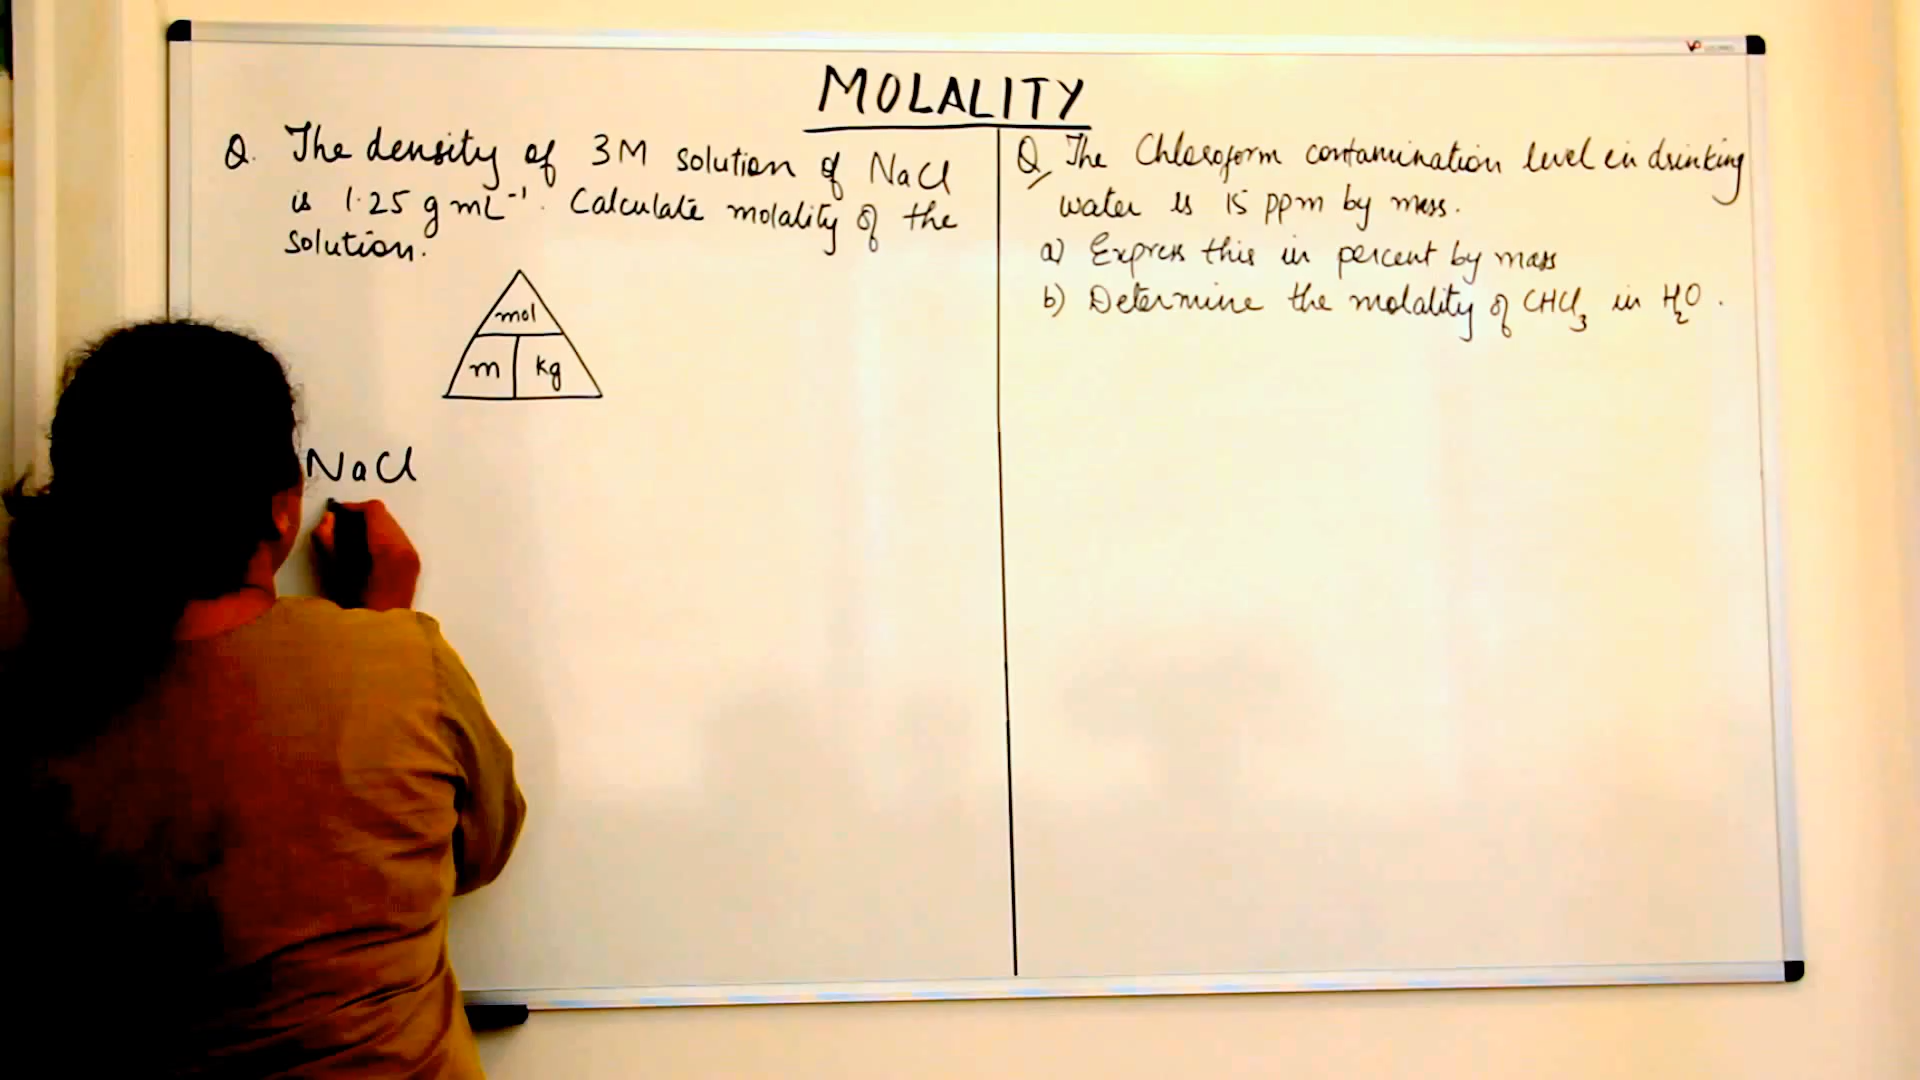 MOLALITY
Q. The density of 3M solution of NaCl
is 1.25 g mL⁻¹. Calculate molality of the
solution.
mol
m kg
NaCl
Q, The Chloroform contamination level in drinking
water is 15 ppm by mass.
a) Express this in percent by mass
b) Determine the molality of CHCl₃ in H₂O.